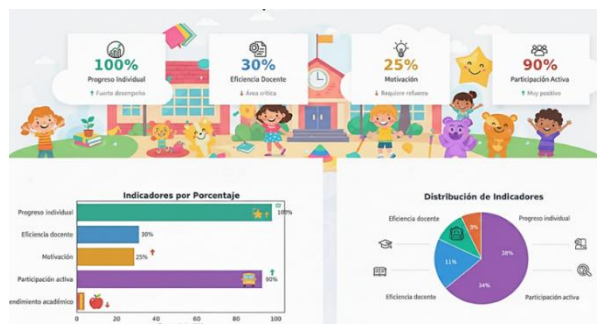 100%
Progreso Individual
↑ Fuerte desempeño
30%
Eficiencia Docente
↓ Área crítica
25%
Motivación
↓ Requiere refuerzo
90%
Participación Activa
↑ Muy positivo
Indicadores por Porcentaje
Progreso individual
100%
Eficiencia docente
30%
Motivación
25%
Participación activa
90%
endimiento académico
0
20
40
60
80
100
Distribución de Indicadores
Eficiencia docente
Progreso individual
3%
38%
11%
34%
Eficiencia docente
Participación activa